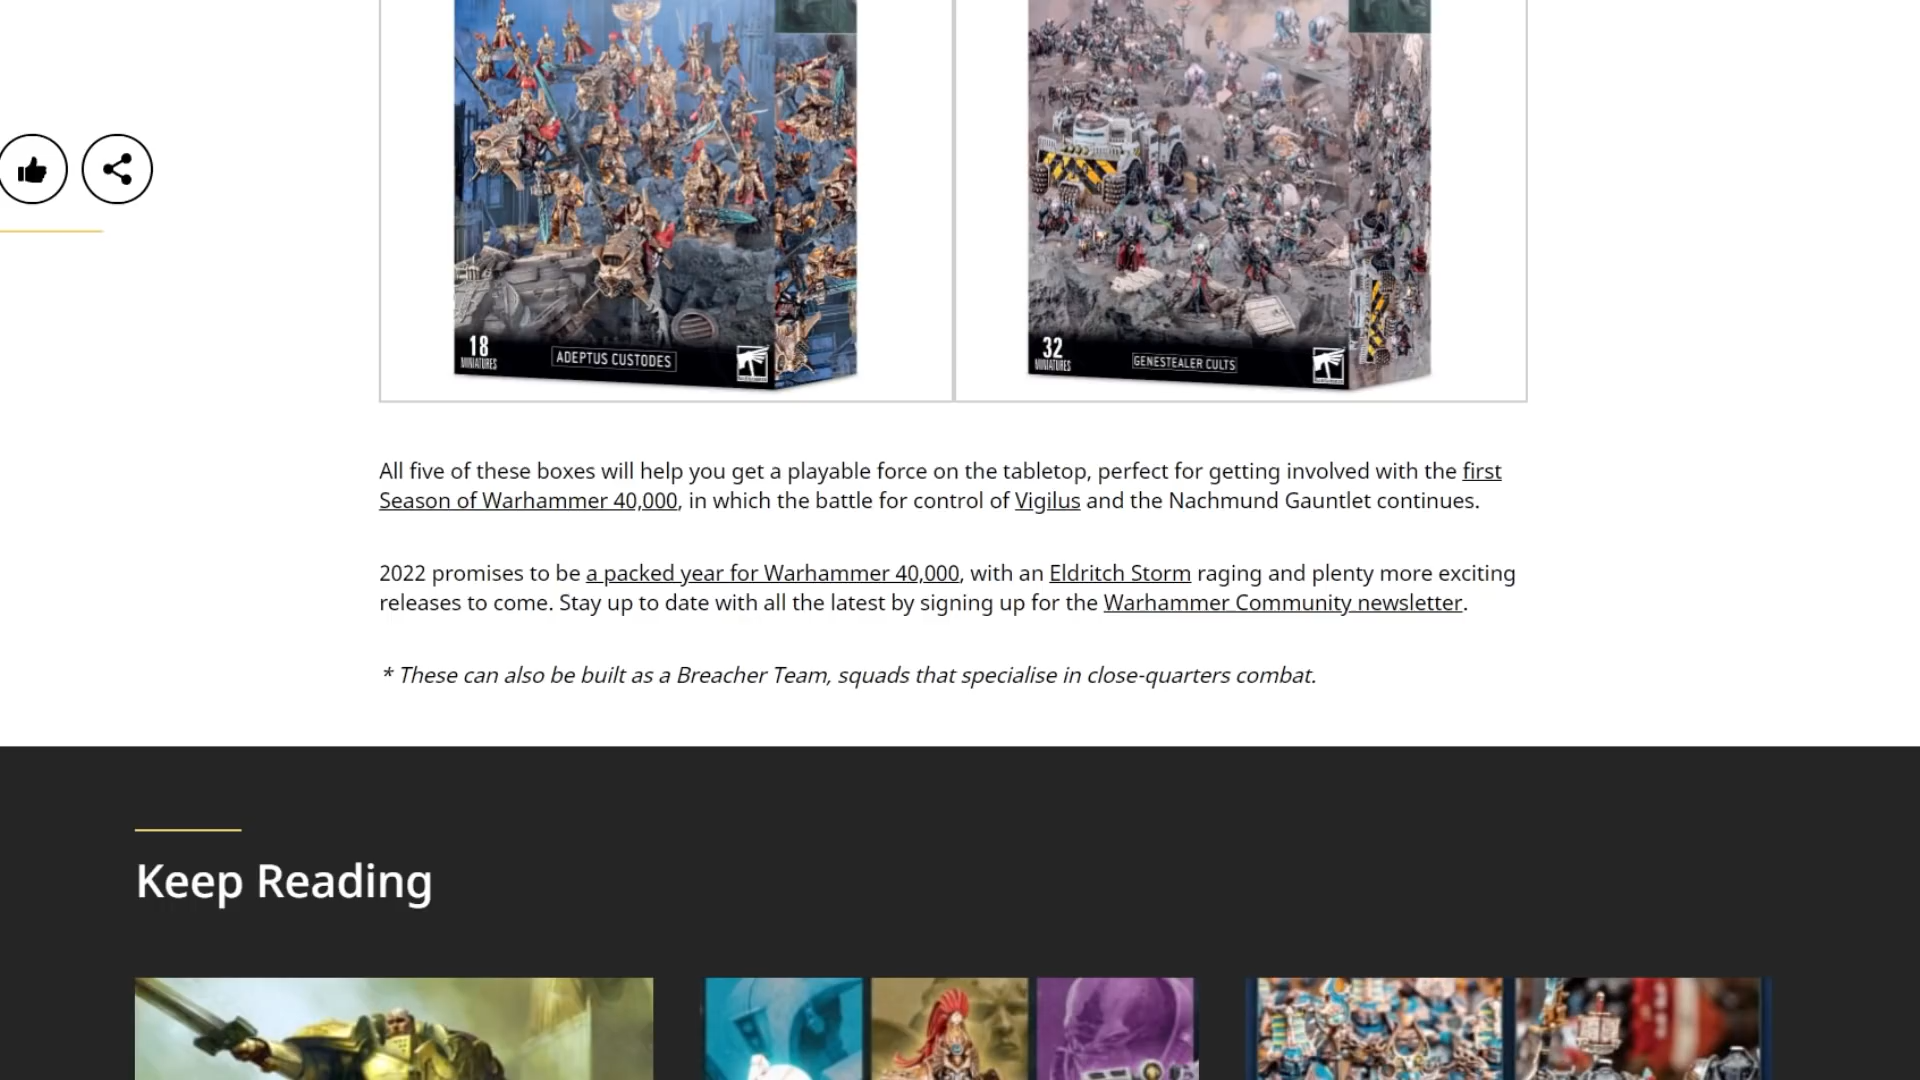 18
MINIATURES
ADEPTUS CUSTODES
32
MINIATURES
GENESTEALER CULTS
All five of these boxes will help you get a playable force on the tabletop, perfect for getting involved with the first
Season of Warhammer 40,000, in which the battle for control of Vigilus and the Nachmund Gauntlet continues.
2022 promises to be a packed year for Warhammer 40,000, with an Eldritch Storm raging and plenty more exciting
releases to come. Stay up to date with all the latest by signing up for the Warhammer Community newsletter.
* These can also be built as a Breacher Team, squads that specialise in close-quarters combat.
Keep Reading